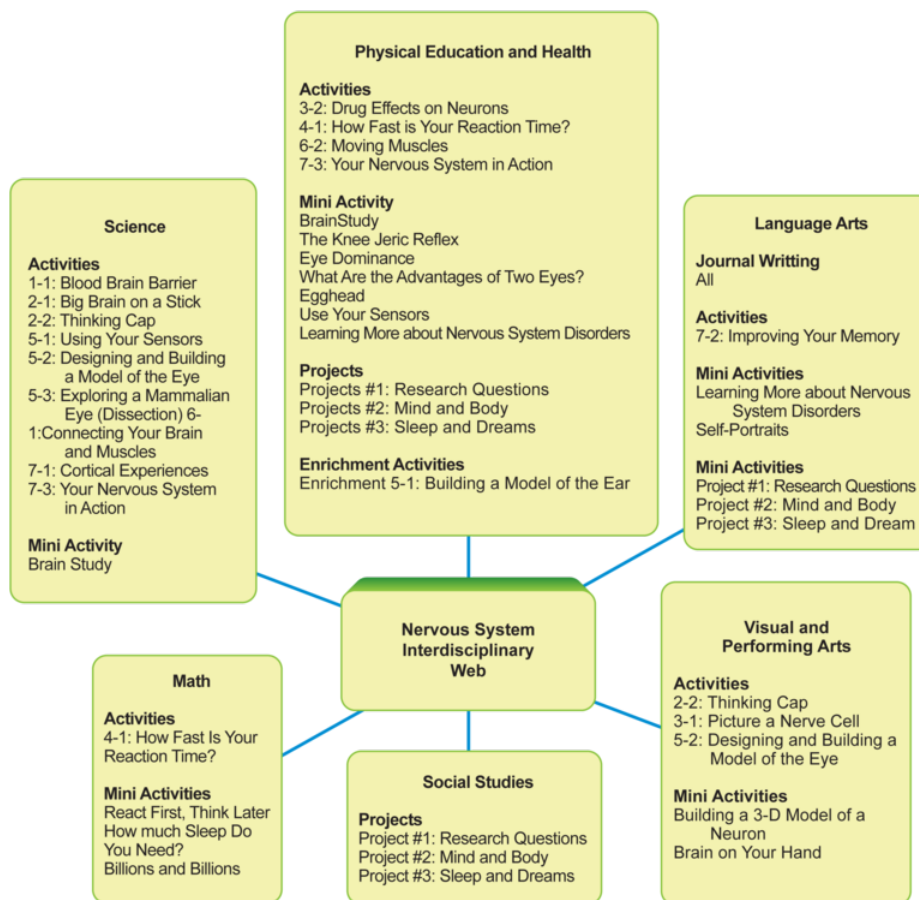 Physical Education and Health
Activities
3-2: Drug Effects on Neurons
4-1: How Fast is Your Reaction Time?
6-2: Moving Muscles
7-3: Your Nervous System in Action
Mini Activity
BrainStudy
The Knee Jeric Reflex
Eye Dominance
What Are the Advantages of Two Eyes?
Egghead
Use Your Sensors
Learning More about Nervous System Disorders
Projects
Projects #1: Research Questions
Projects #2: Mind and Body
Projects #3: Sleep and Dreams
Enrichment Activities
Enrichment 5-1: Building a Model of the Ear
Science
Activities
1-1: Blood Brain Barrier
2-1: Big Brain on a Stick
2-2: Thinking Cap
5-1: Using Your Sensors
5-2: Designing and Building
a Model of the Eye
5-3: Exploring a Mammalian
Eye (Dissection) 6-
1:Connecting Your Brain
and Muscles
7-1: Cortical Experiences
7-3: Your Nervous System
in Action
Mini Activity
Brain Study
Language Arts
Journal Writting
All
Activities
7-2: Improving Your Memory
Mini Activities
Learning More about Nervous
System Disorders
Self-Portraits
Mini Activities
Project #1: Research Questions
Project #2: Mind and Body
Project #3: Sleep and Dream
Nervous System
Interdisciplinary
Web
Math
Activities
4-1: How Fast Is Your
Reaction Time?
Mini Activities
React First, Think Later
How much Sleep Do
You Need?
Billions and Billions
Social Studies
Projects
Project #1: Research Questions
Project #2: Mind and Body
Project #3: Sleep and Dreams
Visual and
Performing Arts
Activities
2-2: Thinking Cap
3-1: Picture a Nerve Cell
5-2: Designing and Building a
Model of the Eye
Mini Activities
Building a 3-D Model of a
Neuron
Brain on Your Hand